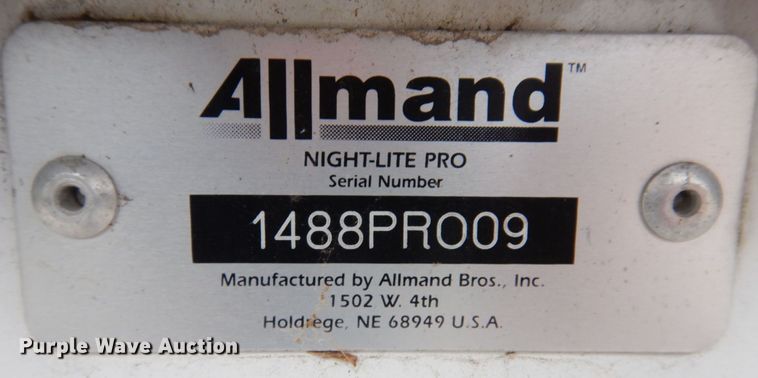 Allmand™
NIGHT-LITE PRO
Serial Number
1488PRO09
Manufactured by Allmand Bros., Inc.
1502 W. 4th
Holdrege, NE 68949 U.S.A.
Purple Wave Auction